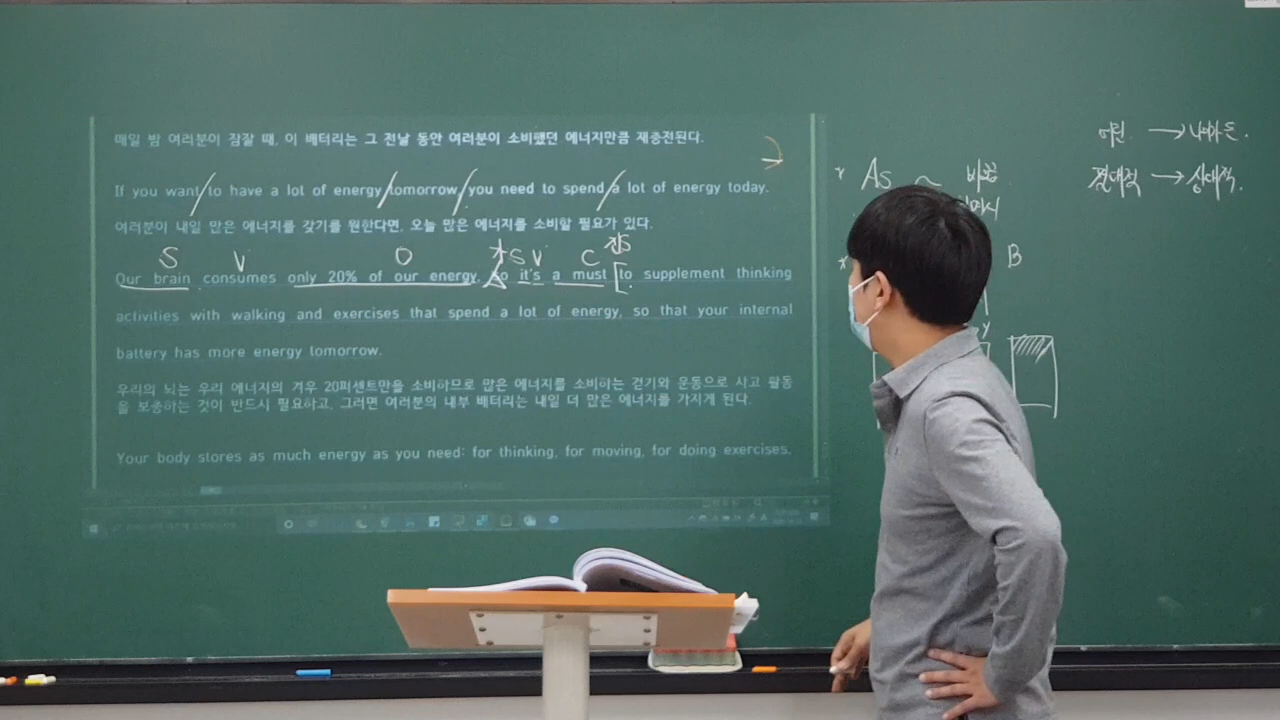 매일 밤 여러분이 잠잘 때, 이 배터리는 그 전날 동안 여러분이 소비했던 에너지만큼 재충전된다.
If you want to have a lot of energy tomorrow, you need to spend a lot of energy today.
여러분이 내일 많은 에너지를 갖기를 원한다면, 오늘 많은 에너지를 소비할 필요가 있다.
S V O S V C
Our brain consumes only 20% of our energy, so it's a must to supplement thinking
activities with walking and exercises that spend a lot of energy, so that your internal
battery has more energy tomorrow.
우리의 뇌는 우리 에너지의 겨우 20퍼센트만을 소비하므로 많은 에너지를 소비하는 걷기와 운동으로 사고 활동
을 보충하는 것이 반드시 필요하고, 그러면 여러분의 내부 배터리는 내일 더 많은 에너지를 가지게 된다.
Your body stores as much energy as you need: for thinking, for moving, for doing exercises.
* As ~
*
B
y
어린 →
절대적 → 상대적.